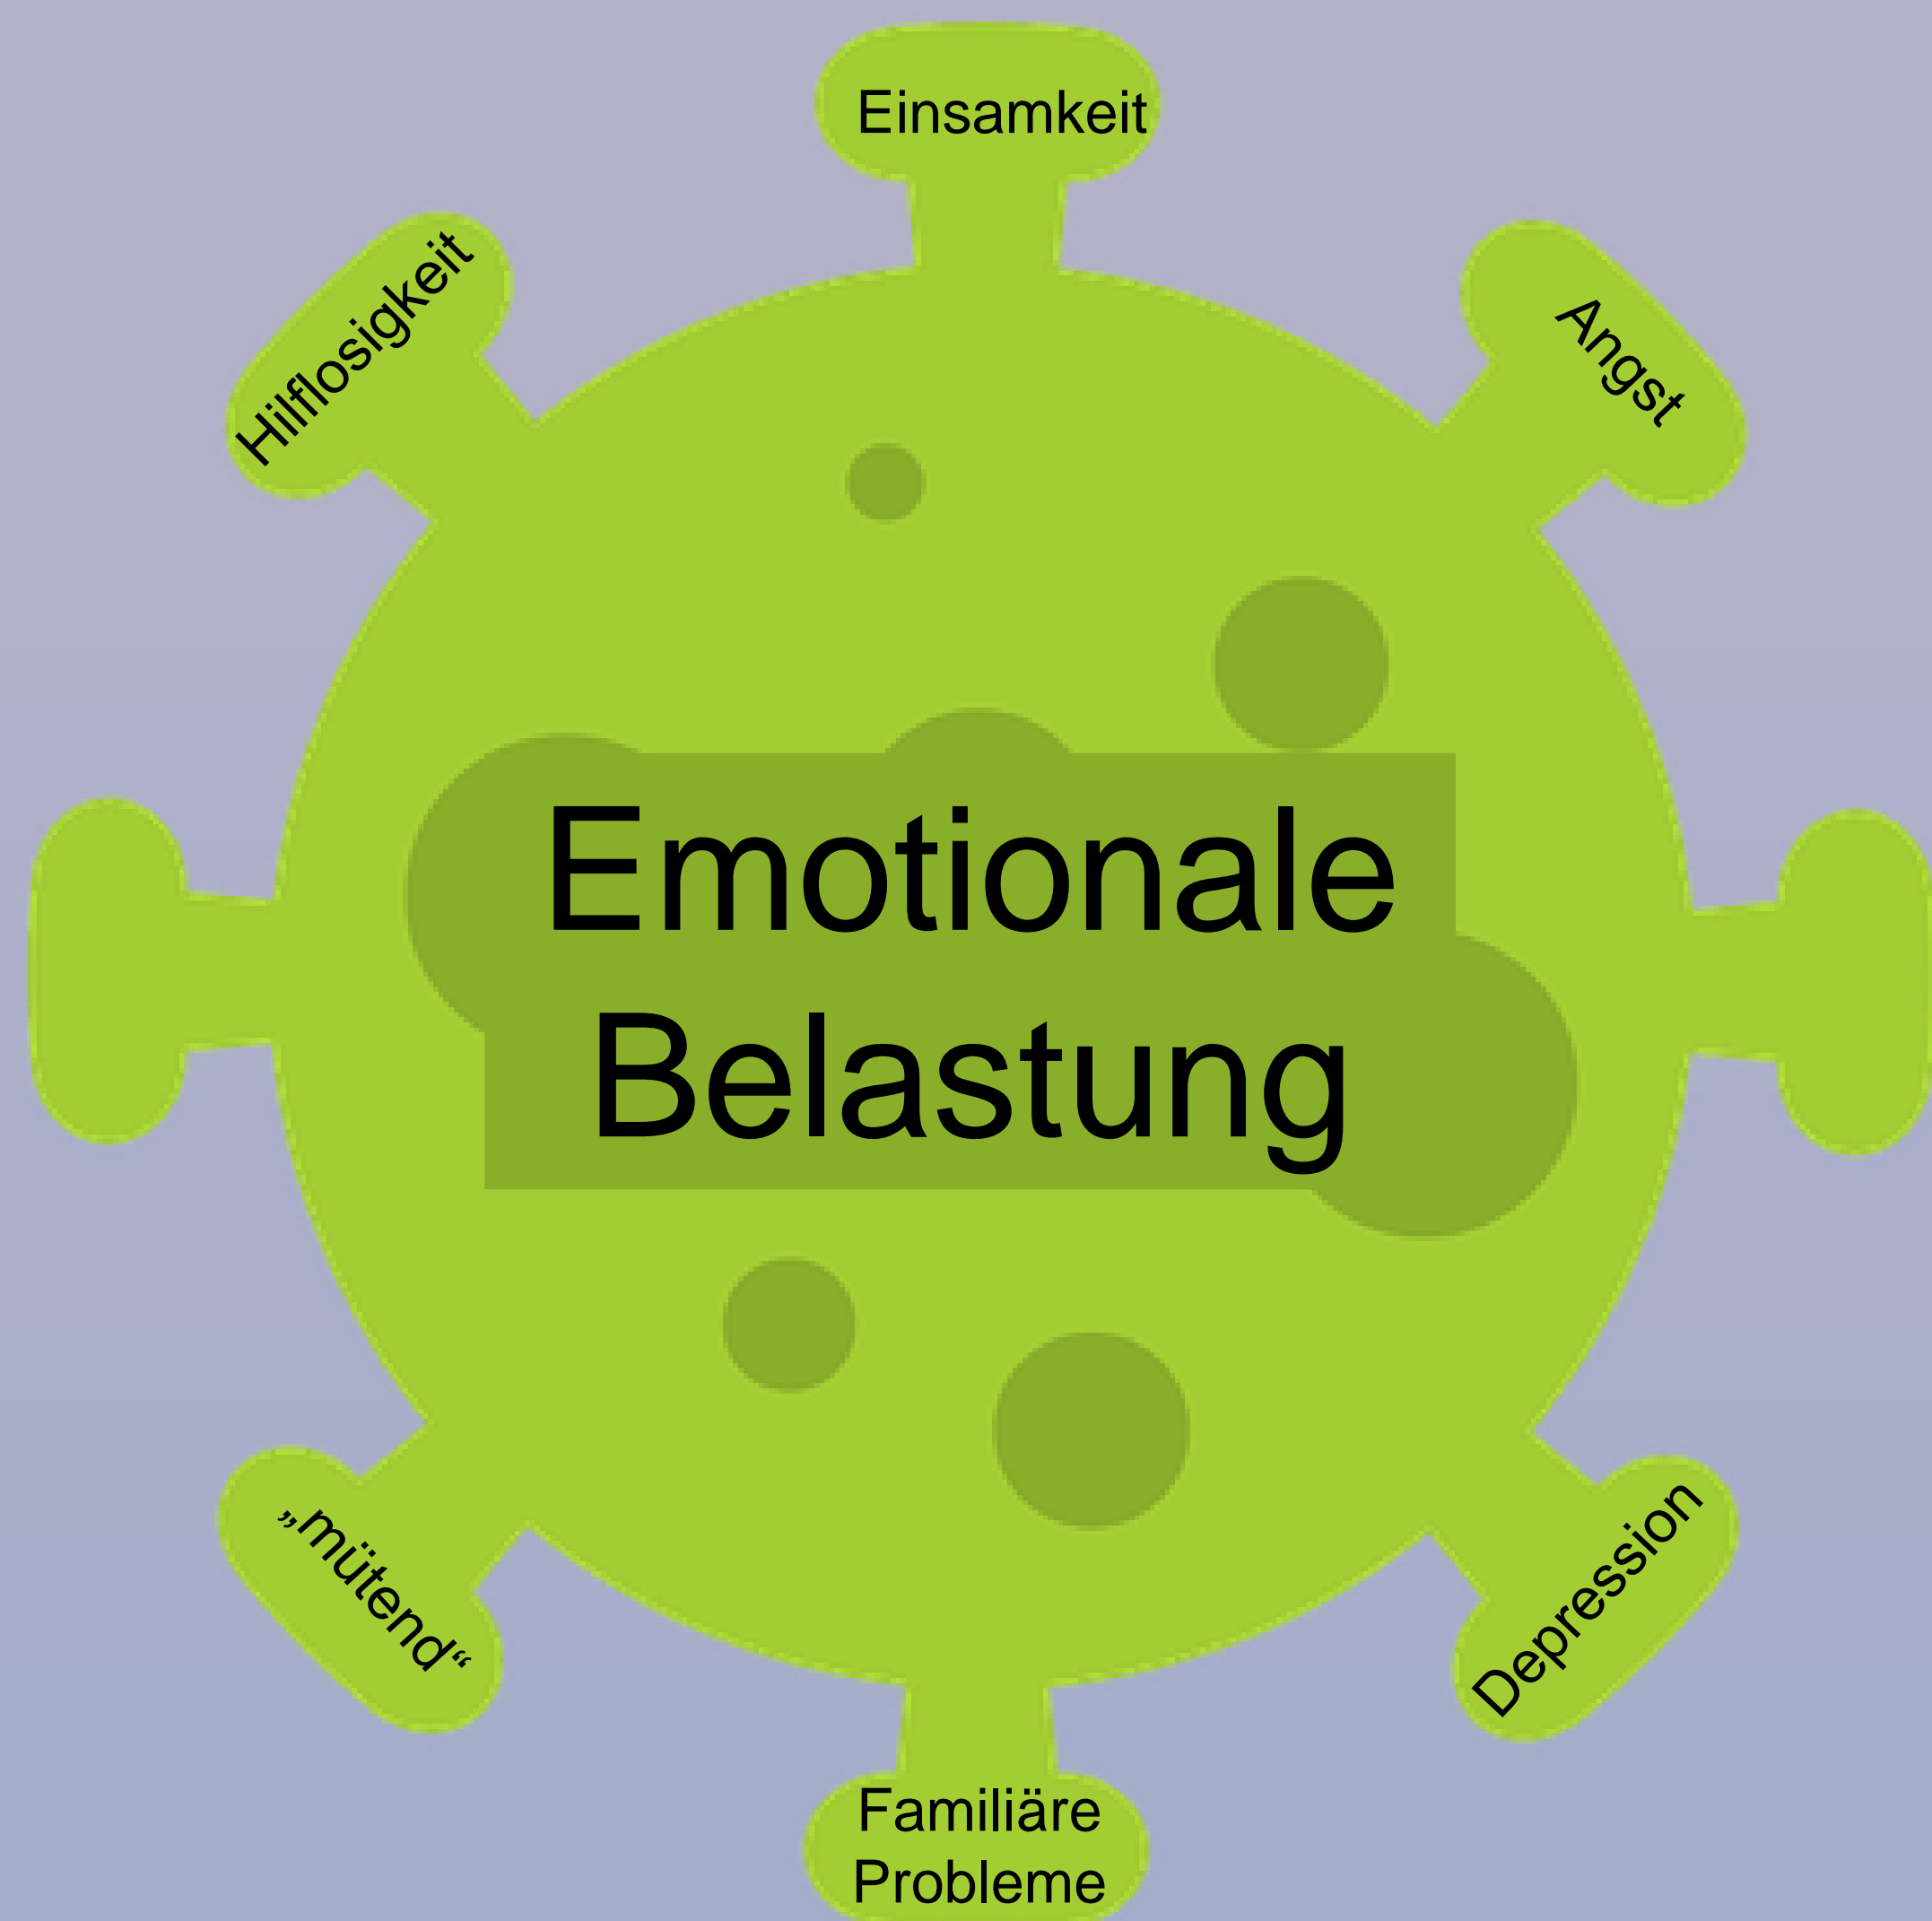 Einsamkeit
Hilflosigkeit
Angst
Emotionale
Belastung
„mütend“
Depression
Familiäre
Probleme